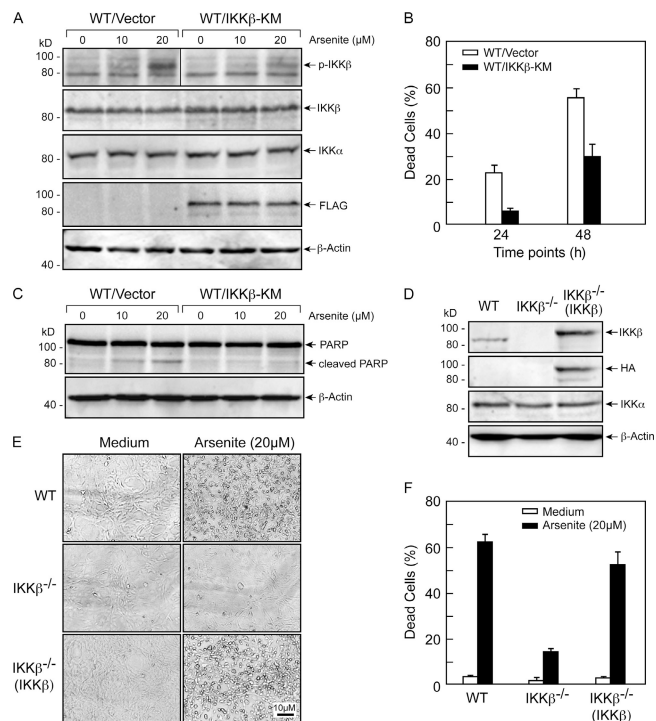 A
WT/Vector WT/IKKβ-KM
kD 0 10 20 0 10 20 Arsenite (μM)
100 -
80 -
p-IKKβ
IKKβ
80 -
IKKα
80 -
100 -
80 -
FLAG
β-Actin
40 -
B
WT/Vector
WT/IKKβ-KM
Dead Cells (%)
80
60
40
20
0
24 48
Time points (h)
C
WT/Vector WT/IKKβ-KM
kD 0 10 20 0 10 20 Arsenite (μM)
100 -
80 -
PARP
cleaved PARP
β-Actin
40 -
D
WT IKKβ-/- IKKβ-/-
(IKKβ)
kD
100 -
80 -
IKKβ
100 -
80 -
HA
80 -
IKKα
40 -
β-Actin
E
Medium Arsenite (20μM)
WT
IKKβ-/-
IKKβ-/-
(IKKβ)
10μM
F
Medium
Arsenite (20μM)
Dead Cells (%)
80
60
40
20
0
WT IKKβ-/- IKKβ-/-
(IKKβ)